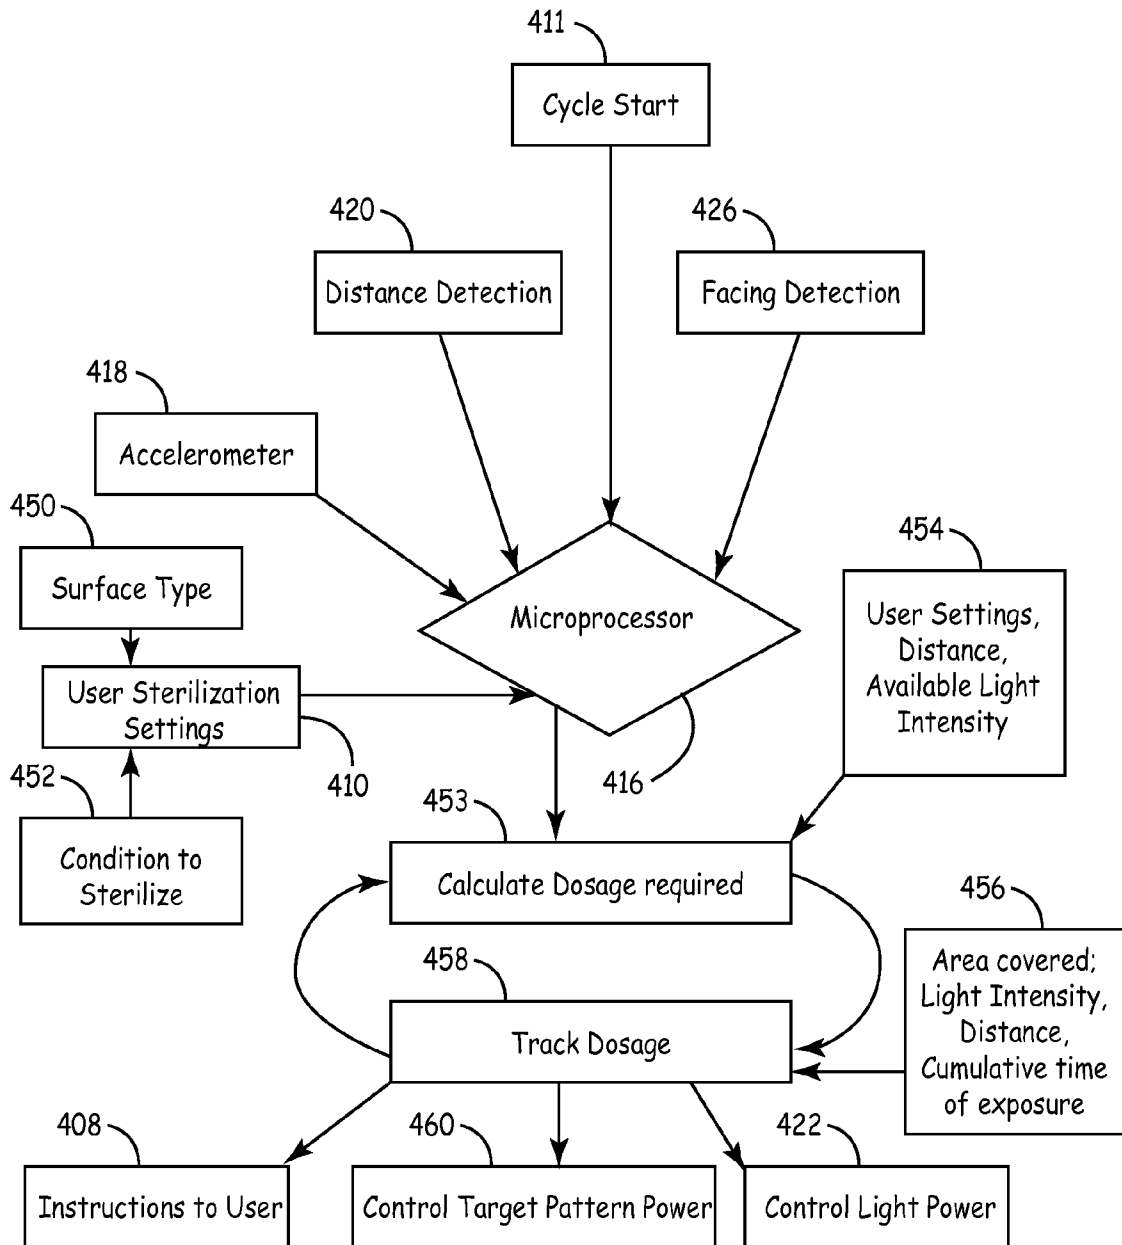 411
Cycle Start
420
426
Distance Detection
Facing Detection
418
Accelerometer
450
454
Surface Type
Microprocessor
User Settings,
Distance,
Available Light
Intensity
User Sterilization
Settings
452
410
416
453
Condition to
Sterilize
Calculate Dosage required
456
458
Area covered;
Light Intensity,
Distance,
Cumulative time
of exposure
Track Dosage
408
460
422
Instructions to User
Control Target Pattern Power
Control Light Power